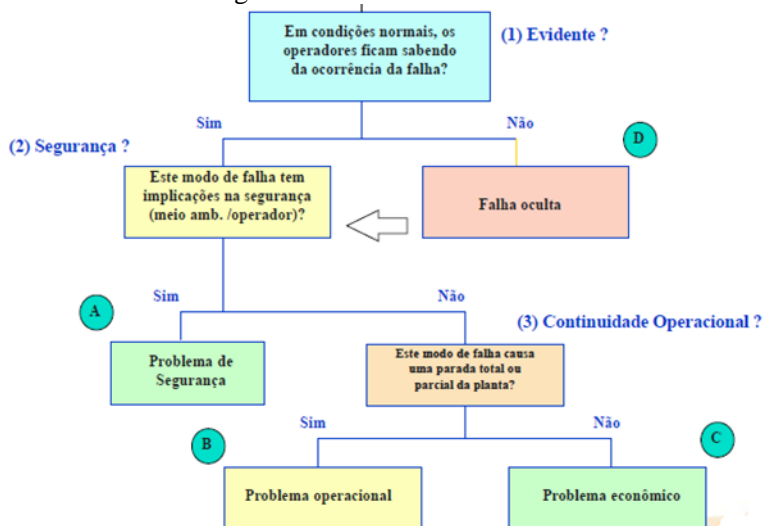 Em condições normais, os
operadores ficam sabendo
da ocorrência da falha?
(1) Evidente ?
Sim
Não
D
(2) Segurança ?
Este modo de falha tem
implicações na segurança
(meio amb. /operador)?
Falha oculta
Sim
Não
A
(3) Continuidade Operacional ?
Problema de
Segurança
Este modo de falha causa
uma parada total ou
parcial da planta?
Sim
Não
B
C
Problema operacional
Problema econômico